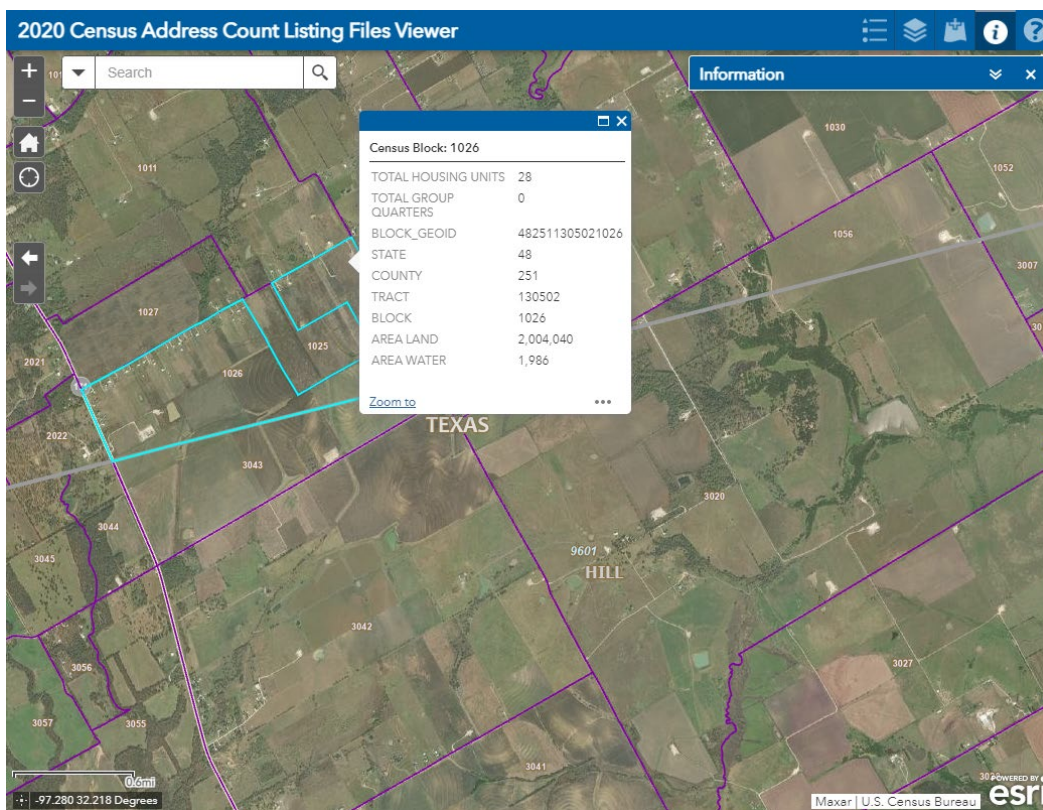 2020 Census Address Count Listing Files Viewer
Search
Information
Census Block: 1026
TOTAL HOUSING UNITS 28
TOTAL GROUP QUARTERS 0
BLOCK_GEOID 482511305021026
STATE 48
COUNTY 251
TRACT 130502
BLOCK 1026
AREA LAND 2,004,040
AREA WATER 1,986
Zoom to
1030
1011
1052
1056
3007
1027
1025
2021
1026
TEXAS
2022
3043
3020
3044
9601
3045
HILL
3042
3056
3027
3057
3055
3041
0.6mi
-97.280 32.218 Degrees
Maxar | U.S. Census Bureau
POWERED BY
esri